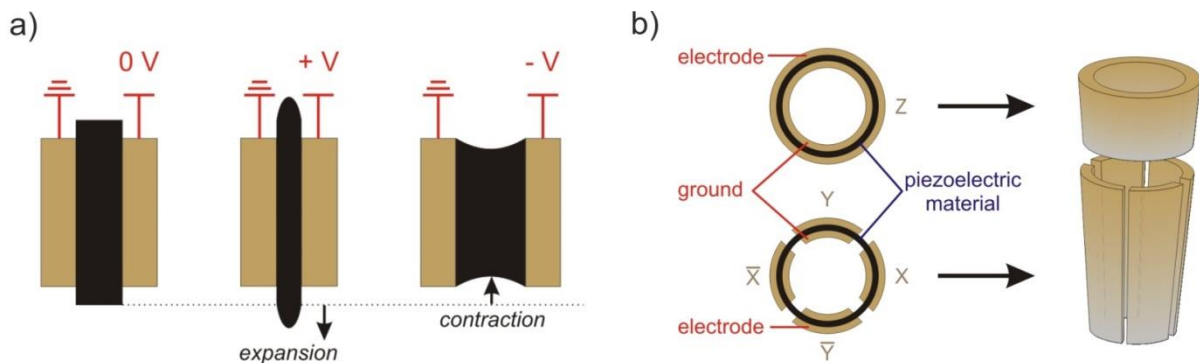 a)
0 V
+ V
- V
expansion
contraction
b)
electrode
Z
ground
piezoelectric
material
Y
X̅
X
electrode
Y̅